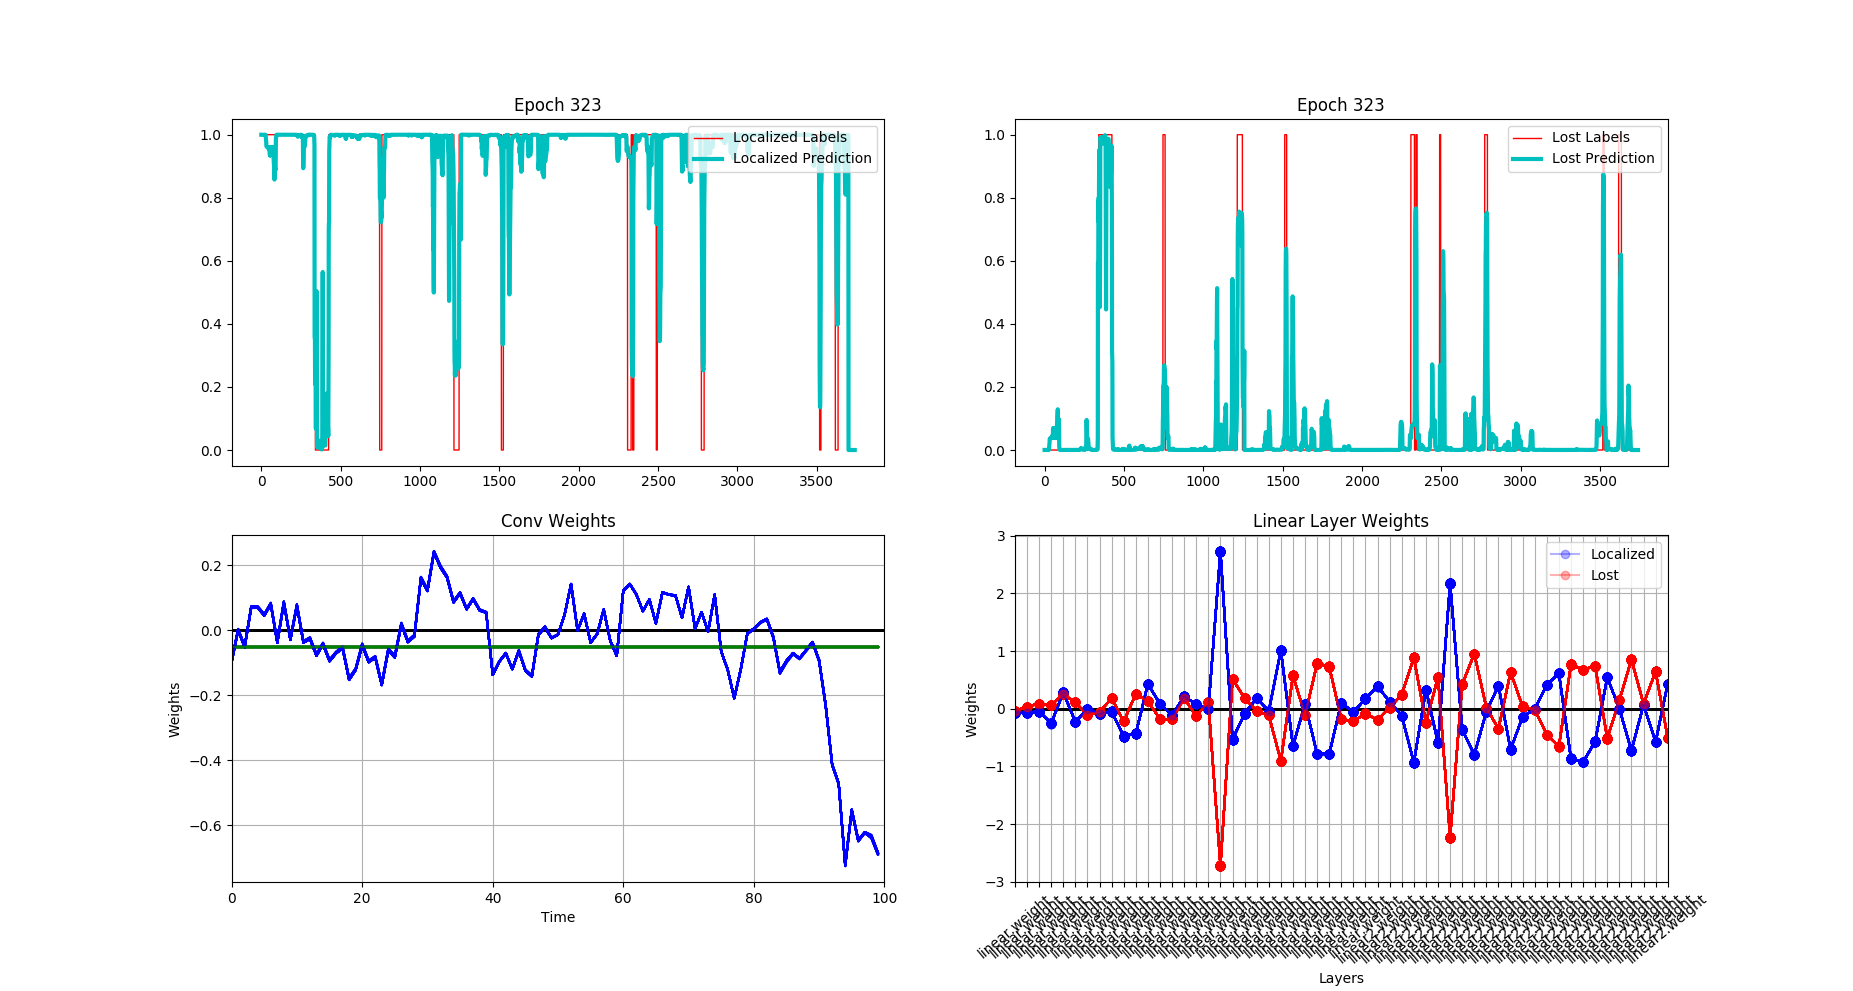 Epoch 323
1.0
0.8
0.6
0.4
0.2
0.0
Localized Labels
Localized Prediction
0 500 1000 1500 2000 2500 3000 3500
Epoch 323
1.0
0.8
0.6
0.4
0.2
0.0
Lost Labels
Lost Prediction
0 500 1000 1500 2000 2500 3000 3500
Conv Weights
Weights
0.2
0.0
−0.2
−0.4
−0.6
0 20 40 60 80 100
Time
Linear Layer Weights
Weights
3
2
1
0
−1
−2
−3
Localized
Lost
linear.weight
linear2.weight
Layers